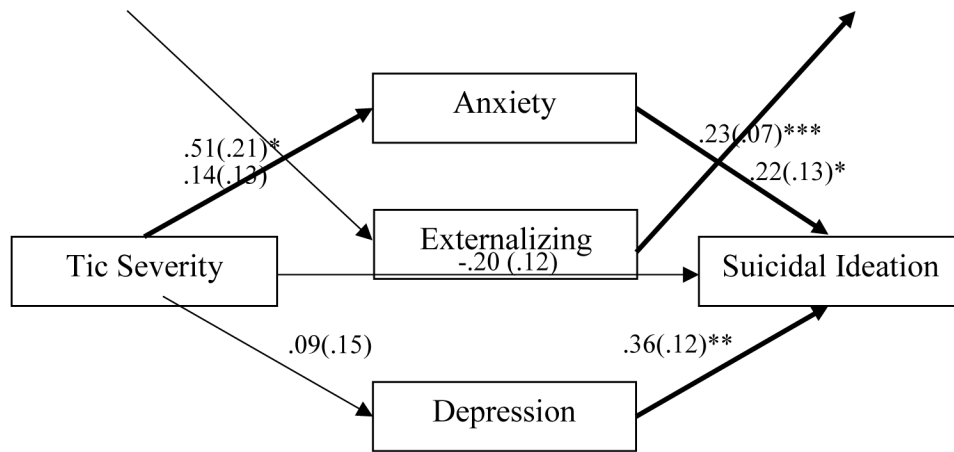 Anxiety
.51(.21)*
.23(.07)***
.14(.13)
.22(.13)*
Externalizing
Tic Severity
-.20 (.12)
Suicidal Ideation
.09(.15)
.36(.12)**
Depression